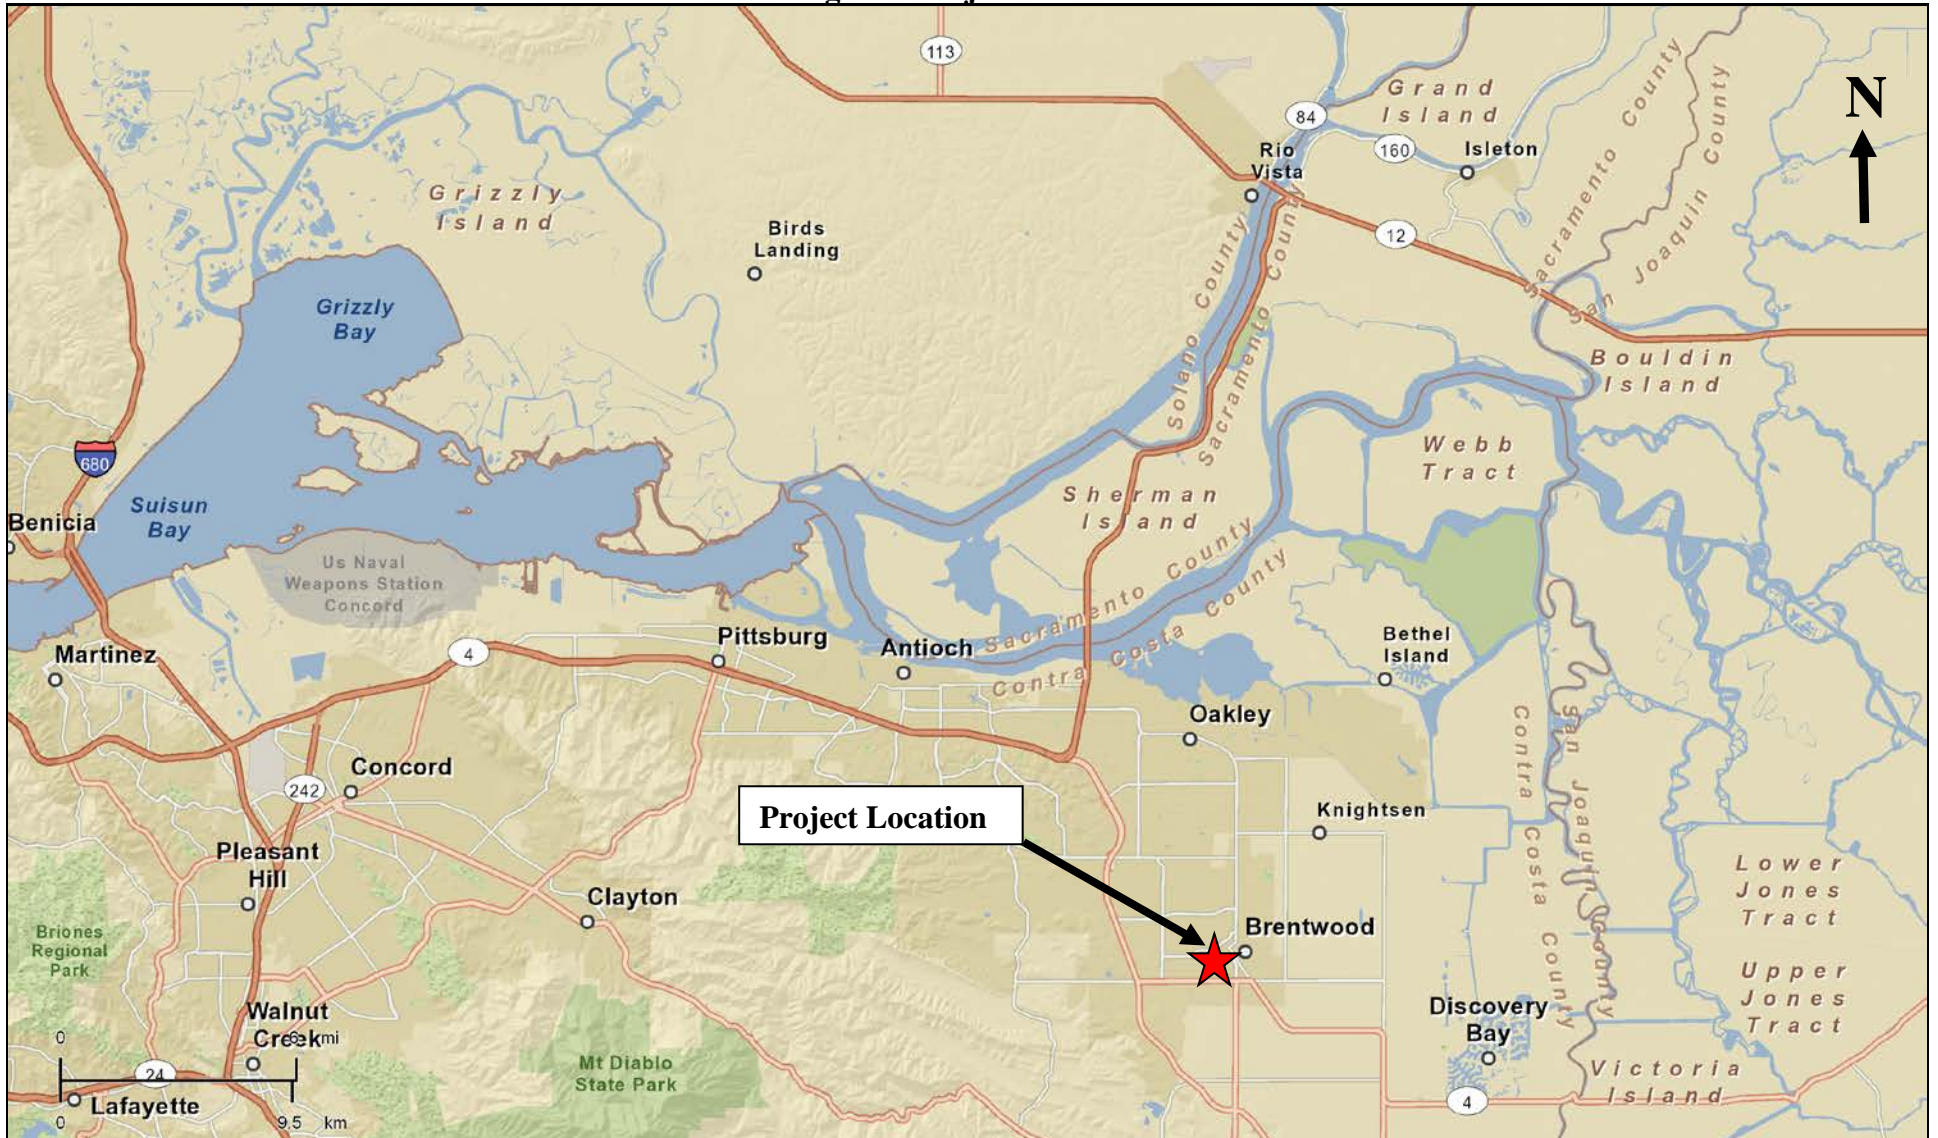 113
N
Grand
Island
84
160
Isleton
Rio
Vista
Sacramento County
San Joaquin County
Grizzly
Island
Birds
Landing
12
Solano County
Sacramento County
Grizzly
Bay
Bouldin
Island
Webb
Tract
680
Suisun
Bay
Benicia
Sherman
Island
Us Naval
Weapons Station
Concord
Sacramento County
Contra Costa County
Martinez
4
Pittsburg
Antioch
Bethel
Island
Oakley
Contra Costa County
San Joaquin County
Concord
242
Project Location
Knightsen
Pleasant
Hill
Clayton
Lower
Jones
Tract
Briones
Regional
Park
Brentwood
Upper
Jones
Tract
Discovery
Bay
Walnut
Creek
0 6 mi
Mt Diablo
State Park
24
Victoria
Island
Lafayette
4
0 9.5 km